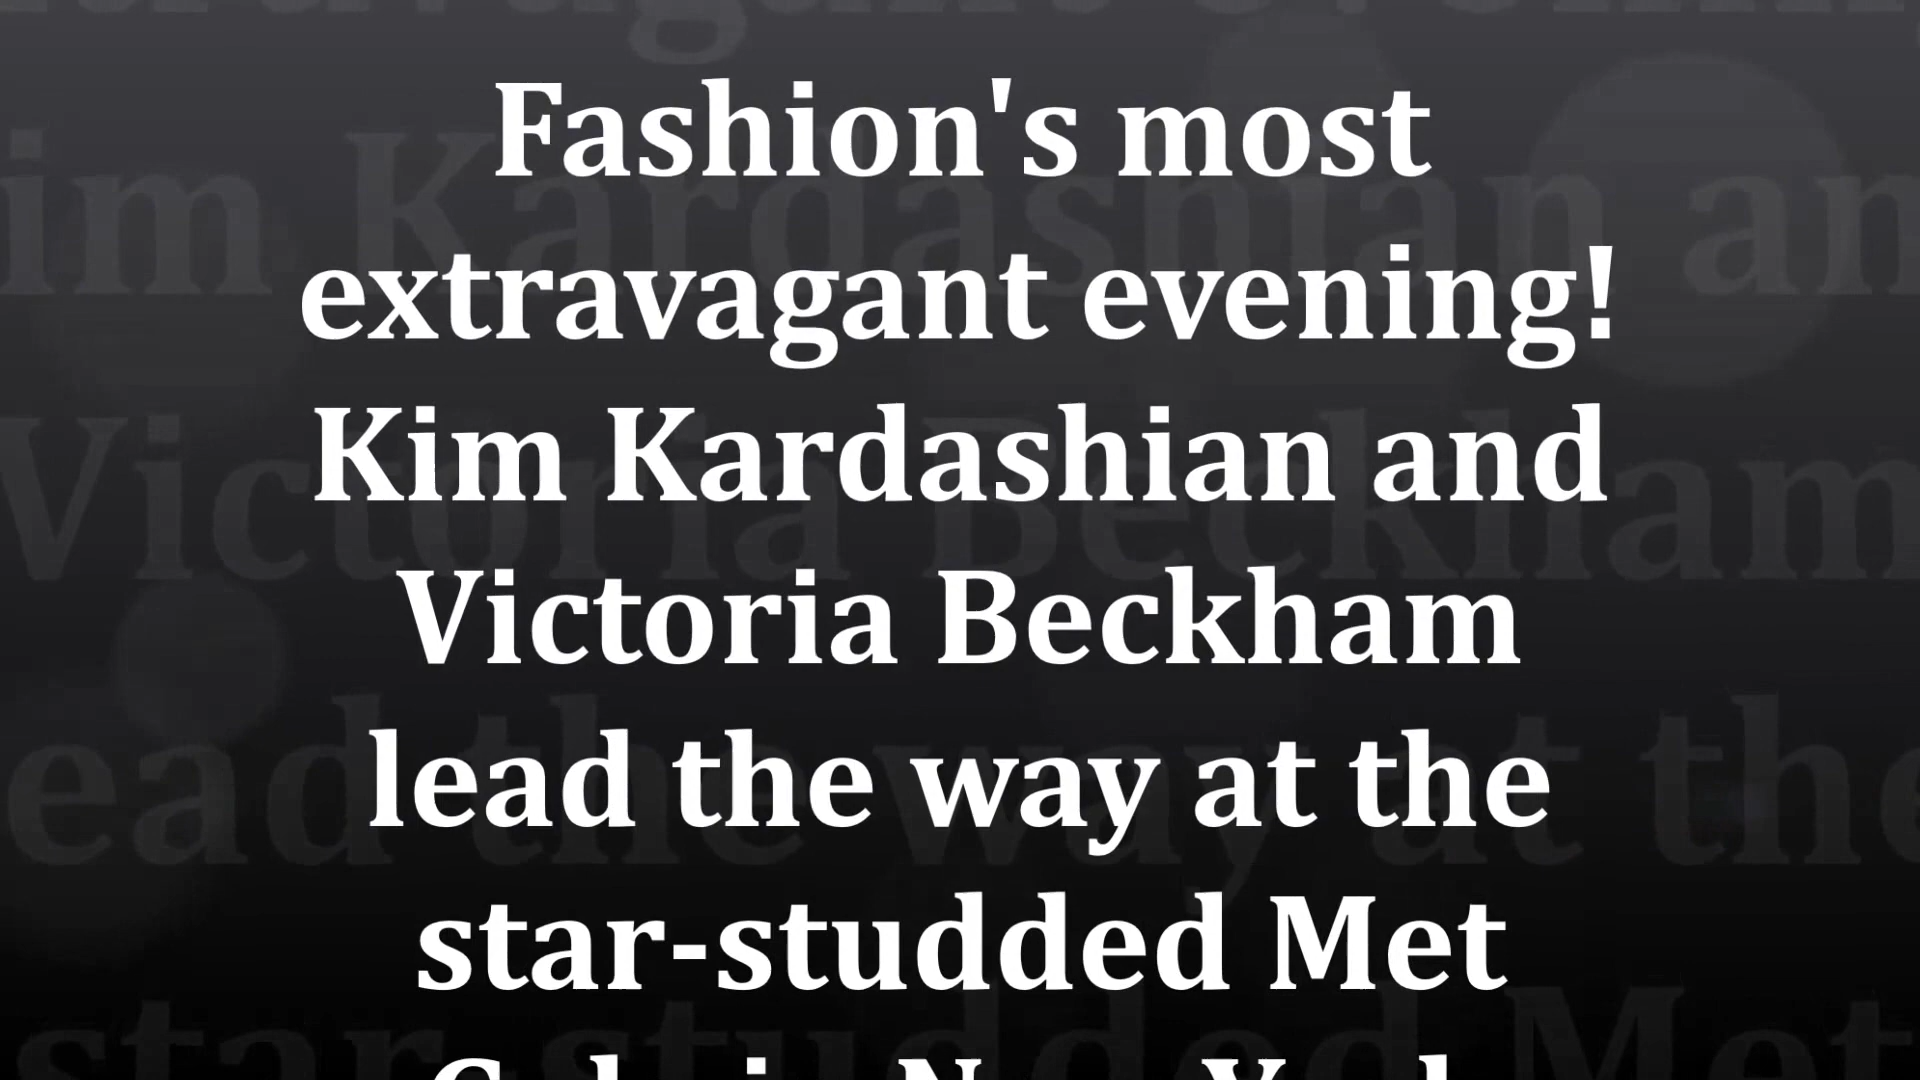 Fashion's most
extravagant evening!
Kim Kardashian and
Victoria Beckham
lead the way at the
star-studded Met